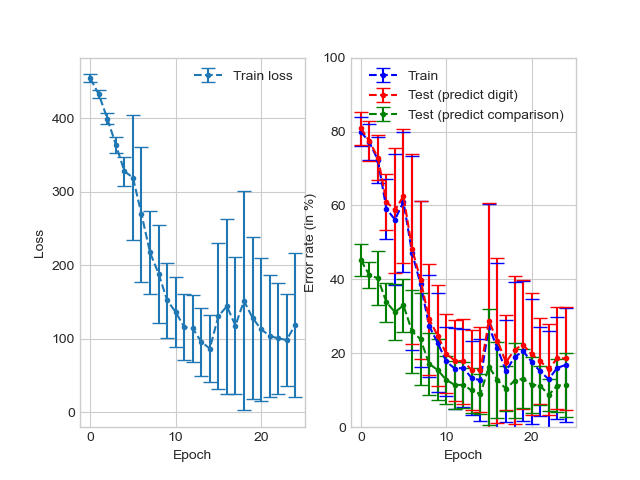 Train loss
400
300
200
100
0
0
10
20
Loss
Epoch
Train
Test (predict digit)
Test (predict comparison)
100
80
60
40
20
0
0
10
20
Error rate (in %)
Epoch